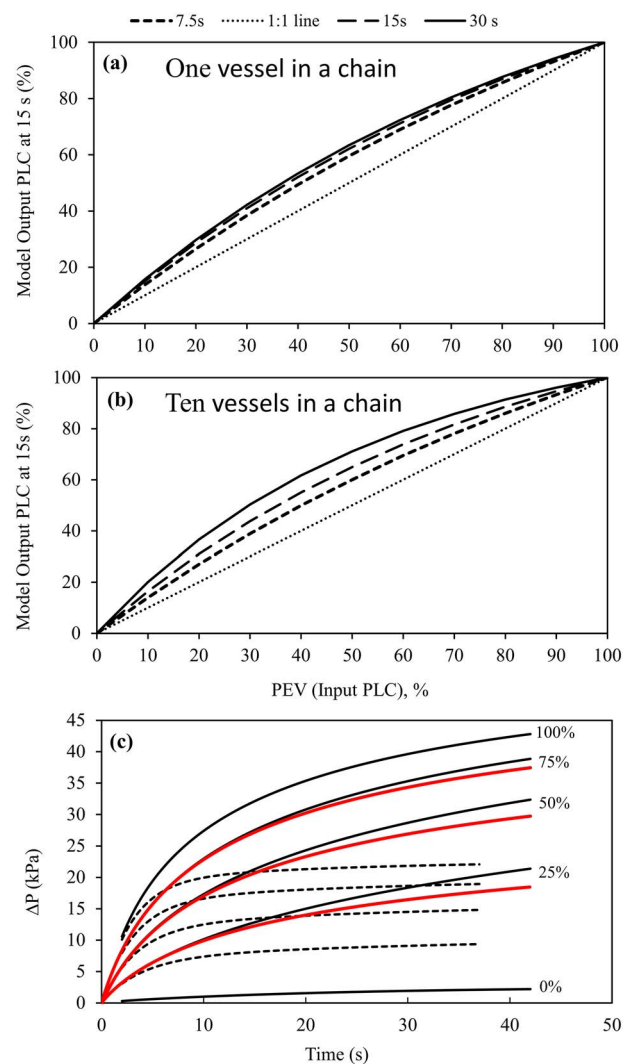 7.5s 1:1 line 15s 30 s
(a)
One vessel in a chain
Model Output PLC at 15 s (%)
100
80
60
40
20
0
0 10 20 30 40 50 60 70 80 90 100
(b)
Ten vessels in a chain
Model Output PLC at 15s (%)
100
80
60
40
20
0
0 10 20 30 40 50 60 70 80 90 100
PEV (Input PLC), %
(c)
ΔP (kPa)
45
40
35
30
25
20
15
10
5
0
100%
75%
50%
25%
0%
0 10 20 30 40 50
Time (s)